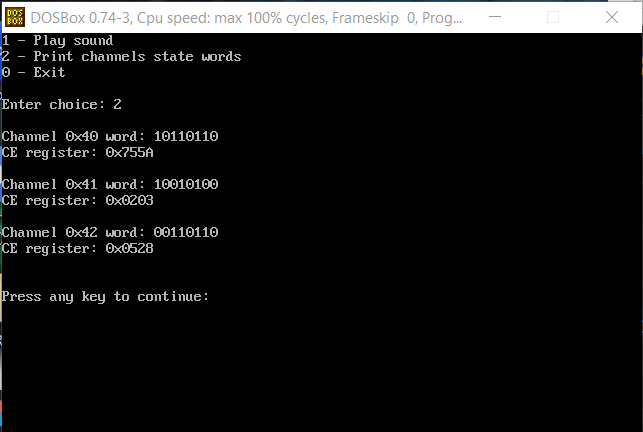 DOS
BOX
DOSBox 0.74-3, Cpu speed: max 100% cycles, Frameskip 0, Prog...
1 - Play sound
2 - Print channels state words
0 - Exit
Enter choice: 2
Channel 0x40 word: 10110110
CE register: 0x755A
Channel 0x41 word: 10010100
CE register: 0x0203
Channel 0x42 word: 00110110
CE register: 0x0528
Press any key to continue: